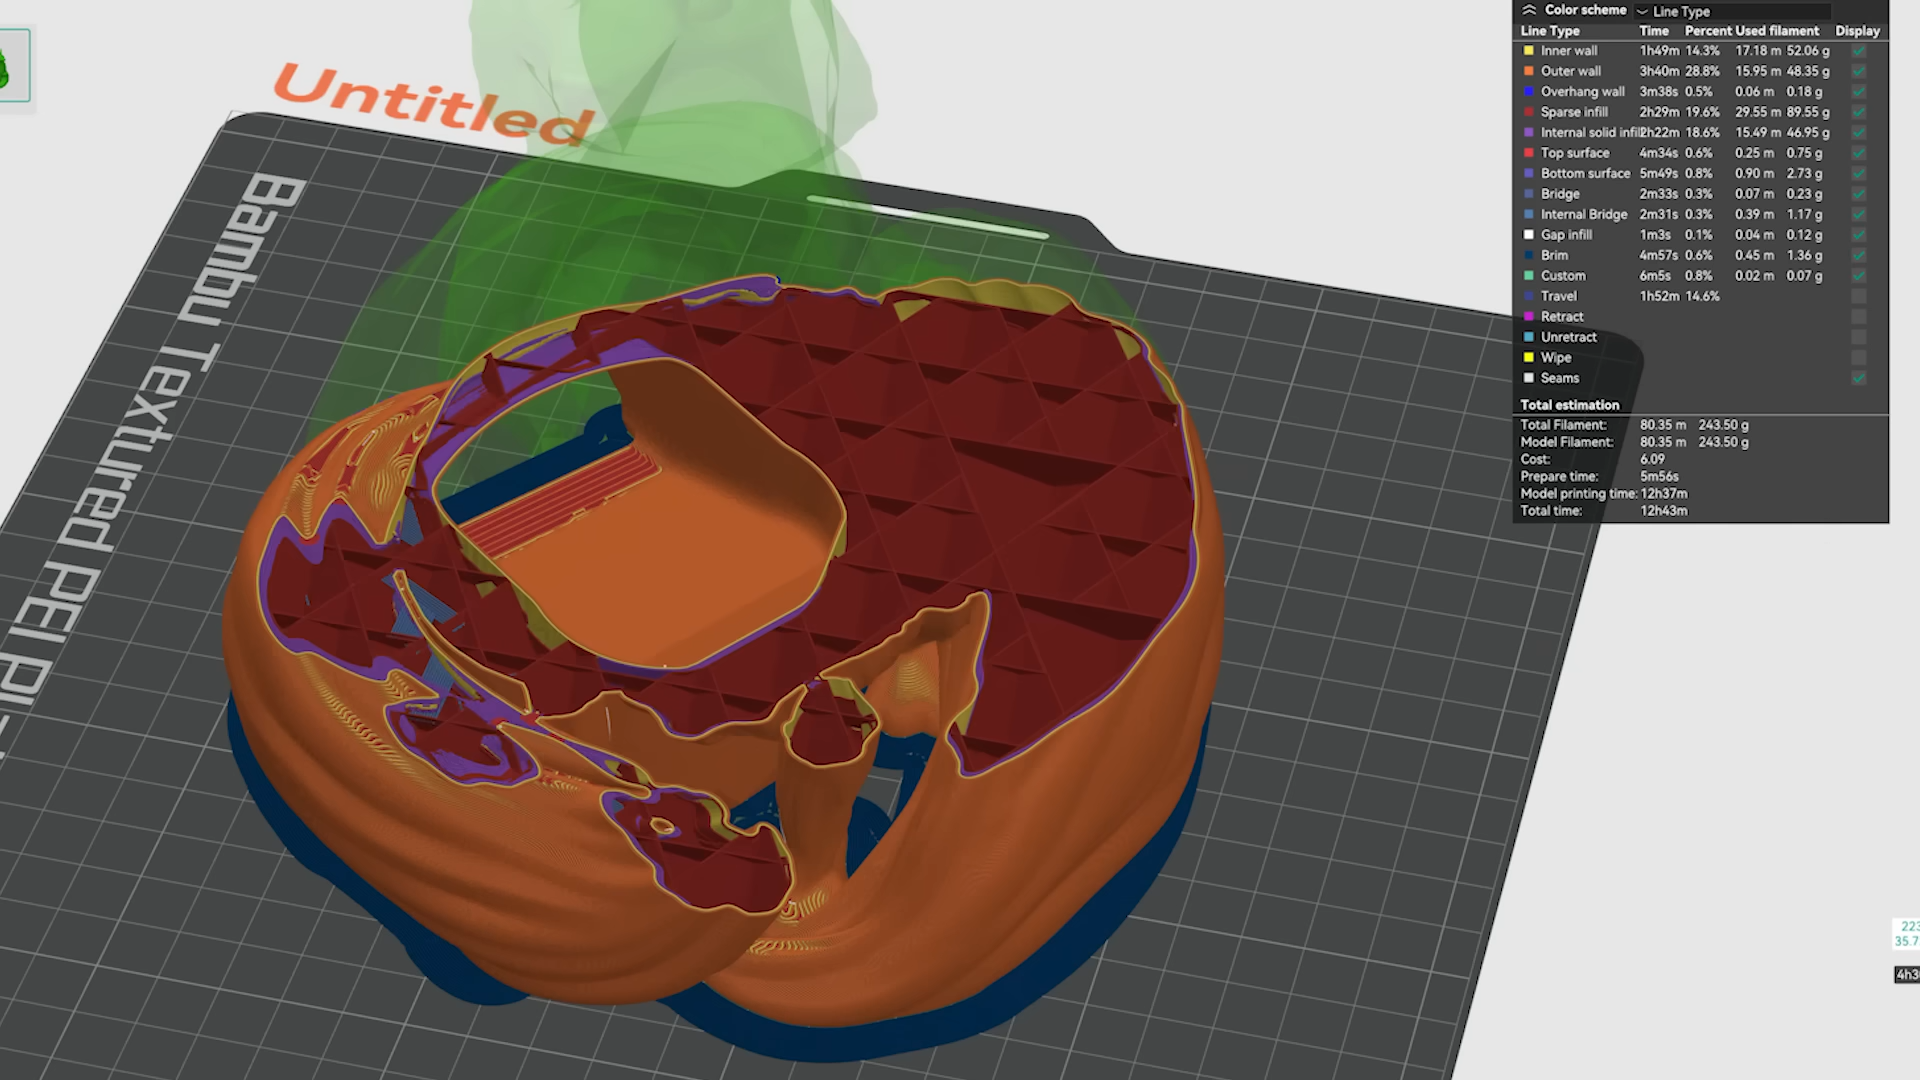 Untitled
Bambu Textured PEI Pl
Color scheme Line Type
Line Type Time Percent Used filament Display
Inner wall 1h49m 14.3% 17.18 m 52.06 g
Outer wall 3h40m 28.8% 15.95 m 48.35 g
Overhang wall 3m38s 0.5% 0.06 m 0.18 g
Sparse infill 2h29m 19.6% 29.55 m 89.55 g
Internal solid infill 2h22m 18.6% 15.49 m 46.95 g
Top surface 4m34s 0.6% 0.25 m 0.75 g
Bottom surface 5m49s 0.8% 0.90 m 2.73 g
Bridge 2m33s 0.3% 0.07 m 0.23 g
Internal Bridge 2m31s 0.3% 0.39 m 1.17 g
Gap infill 1m3s 0.1% 0.04 m 0.12 g
Brim 4m57s 0.6% 0.45 m 1.36 g
Custom 6m5s 0.8% 0.02 m 0.07 g
Travel 1h52m 14.6%
Retract
Unretract
Wipe
Seams
Total estimation
Total Filament: 80.35 m 243.50 g
Model Filament: 80.35 m 243.50 g
Cost: 6.09
Prepare time: 5m56s
Model printing time: 12h37m
Total time: 12h43m
223
35.7
4h3